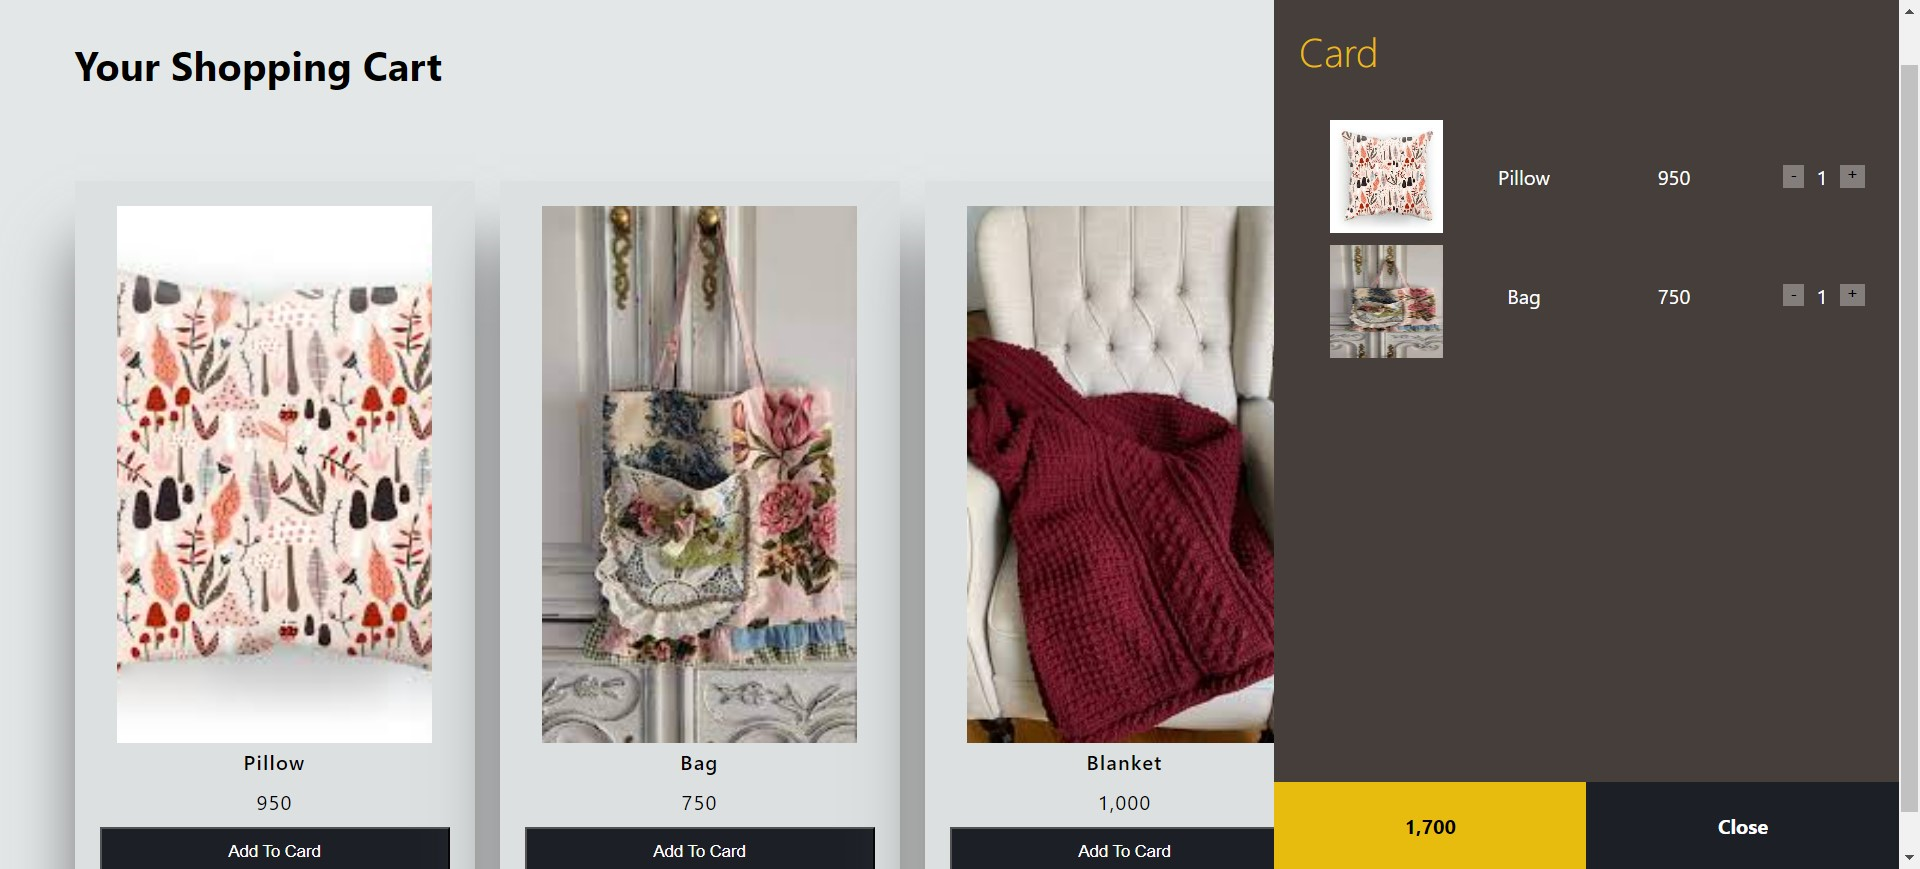 Your Shopping Cart
Pillow
950
Add To Card
Bag
750
Add To Card
Blanket
1,000
Add To Card
Card
Pillow 950 - 1 +
Bag 750 - 1 +
1,700 Close